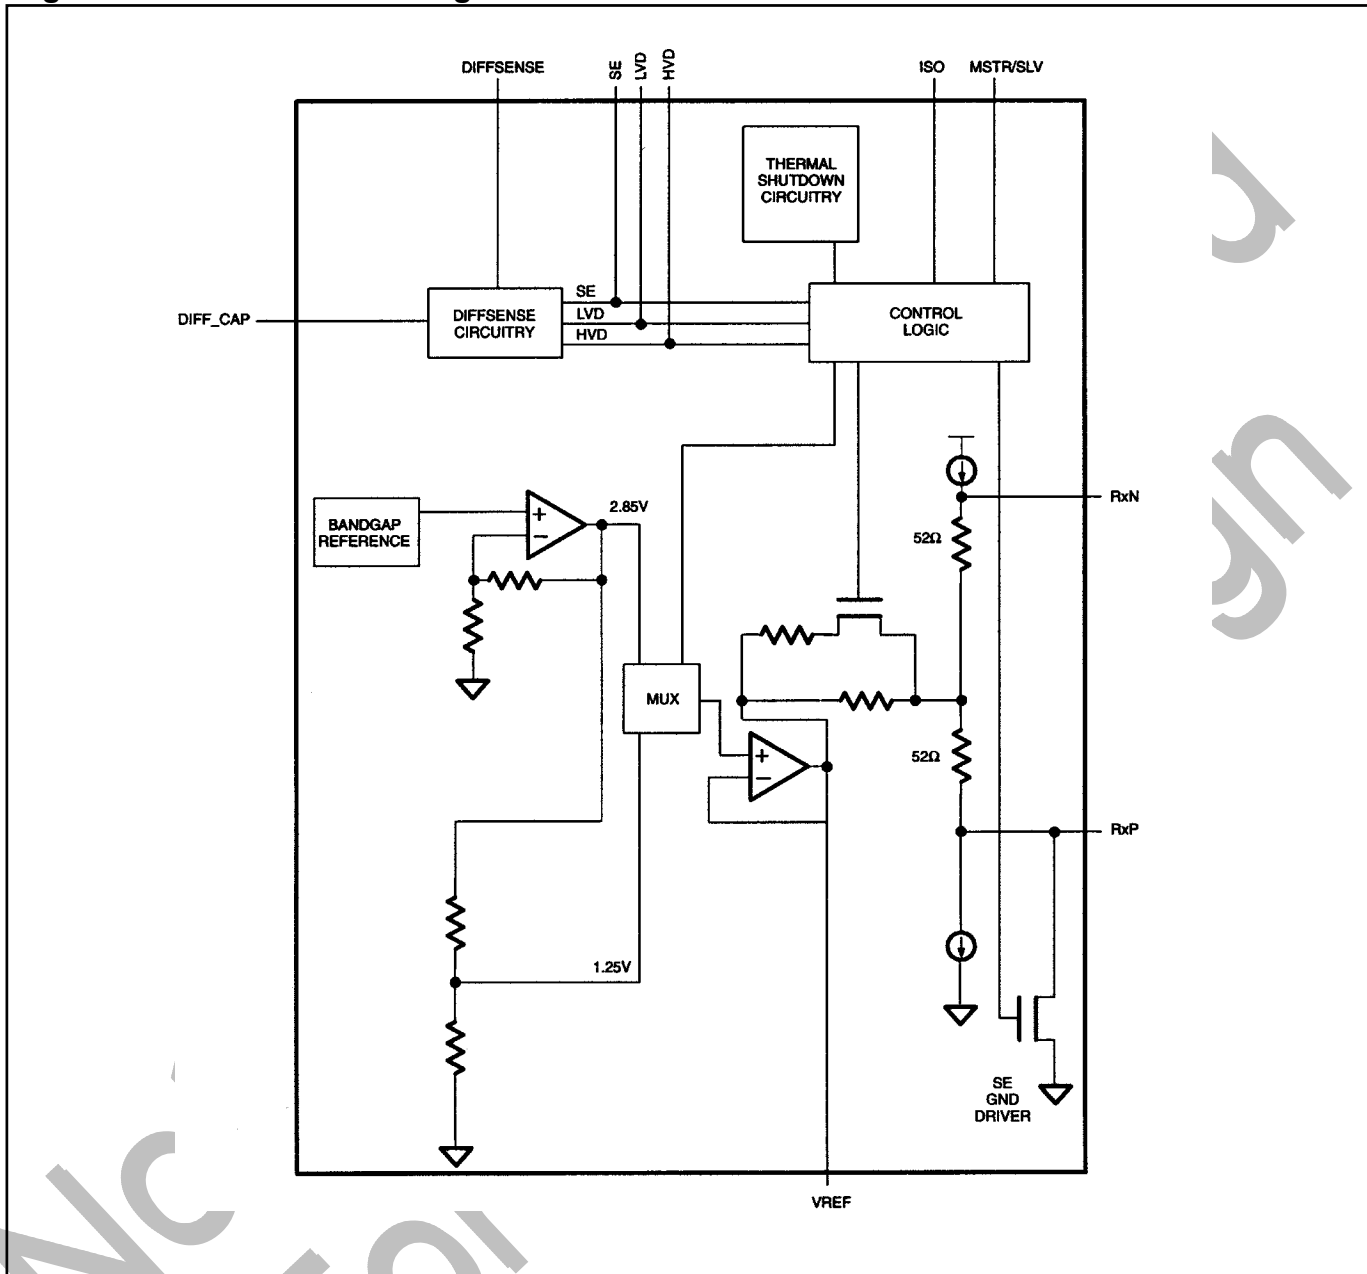 DIFFSENSE
SE
LVD
HVD
ISO
MSTR/SLV
THERMAL
SHUTDOWN
CIRCUITRY
DIFF_CAP
DIFFSENSE
CIRCUITRY
SE
LVD
HVD
CONTROL
LOGIC
BANDGAP
REFERENCE
+
−
2.85V
RxN
52Ω
MUX
+
−
52Ω
RxP
1.25V
SE
GND
DRIVER
VREF